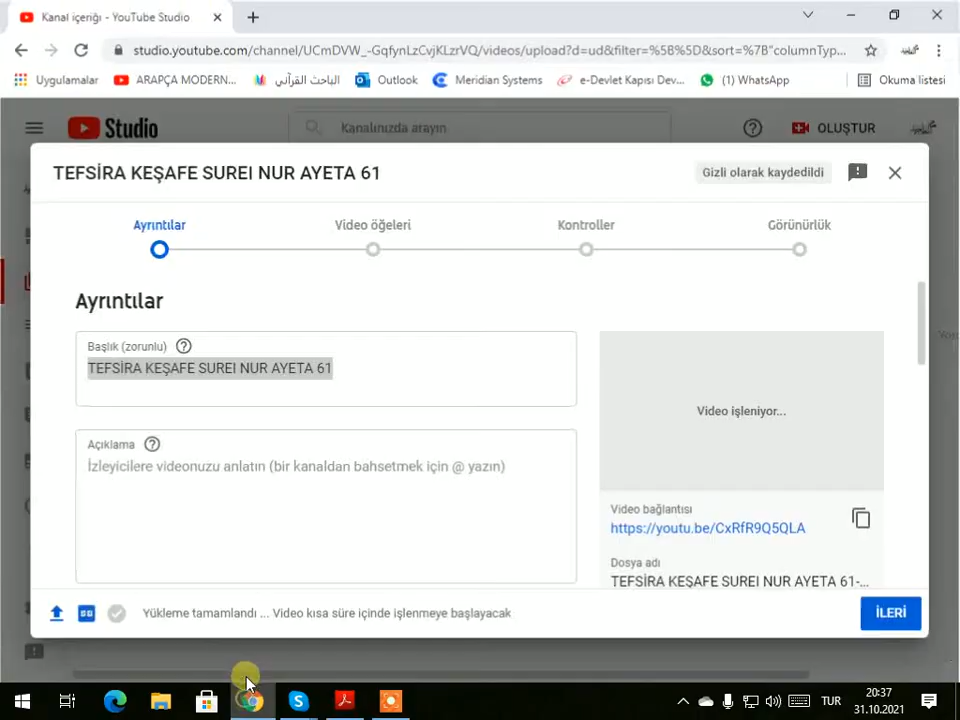 Kanal içeriği - YouTube Studio
studio.youtube.com/channel/UCmDVW_-GqfynLzCvjKLzrVQ/videos/upload?d=ud&filter=%5B%5D&sort=%7B"columnTyp...
Uygulamalar
ARAPÇA MODERN...
الباحث القرآني
Outlook
Meridian Systems
e-Devlet Kapısı Dev...
(1) WhatsApp
Okuma listesi
Studio
Kanalınızda arayın
OLUŞTUR
TEFSİRA KEŞAFE SUREI NUR AYETA 61
Gizli olarak kaydedildi
Ayrıntılar
Video öğeleri
Kontroller
Görünürlük
Ayrıntılar
Başlık (zorunlu)
TEFSİRA KEŞAFE SUREI NUR AYETA 61
Video işleniyor...
Açıklama
İzleyicilere videonuzu anlatın (bir kanaldan bahsetmek için @ yazın)
Video bağlantısı
https://youtu.be/CxRfR9Q5QLA
Dosya adı
TEFSİRA KEŞAFE SUREI NUR AYETA 61-...
Yükleme tamamlandı ... Video kısa süre içinde işlenmeye başlayacak
İLERİ
TUR
20:37
31.10.2021